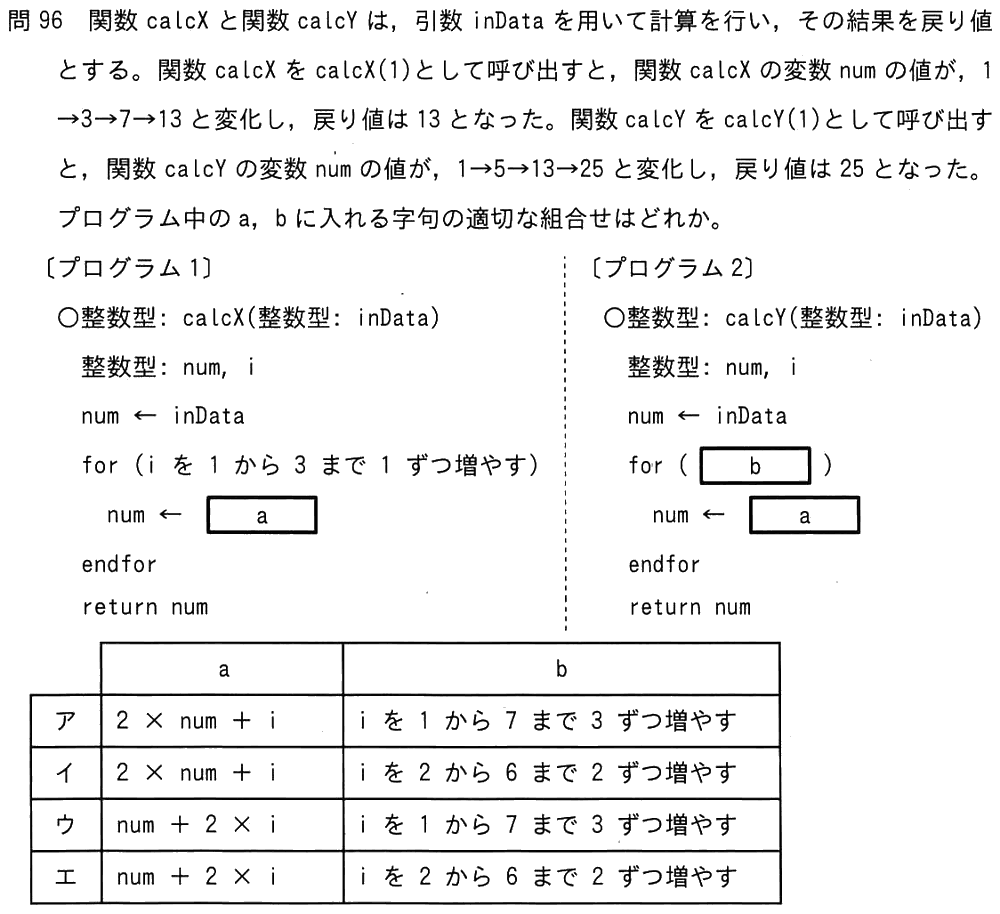 問 96 関数 calcX と関数 calcY は，引数 inData を用いて計算を行い，その結果を戻り値
とする。関数 calcX を calcX(1)として呼び出すと，関数 calcX の変数 num の値が，1
→3→7→13 と変化し，戻り値は 13 となった。関数 calcY を calcY(1)として呼び出す
と，関数 calcY の変数 num の値が，1→5→13→25 と変化し，戻り値は 25 となった。
プログラム中の a，b に入れる字句の適切な組合せはどれか。
〔プログラム 1〕
○整数型: calcX(整数型: inData)
整数型: num, i
num ← inData
for (i を 1 から 3 まで 1 ずつ増やす)
num ← a
endfor
return num
〔プログラム 2〕
○整数型: calcY(整数型: inData)
整数型: num, i
num ← inData
for ( b )
num ← a
endfor
return num
a b
ア 2 × num + i i を 1 から 7 まで 3 ずつ増やす
イ 2 × num + i i を 2 から 6 まで 2 ずつ増やす
ウ num + 2 × i i を 1 から 7 まで 3 ずつ増やす
エ num + 2 × i i を 2 から 6 まで 2 ずつ増やす